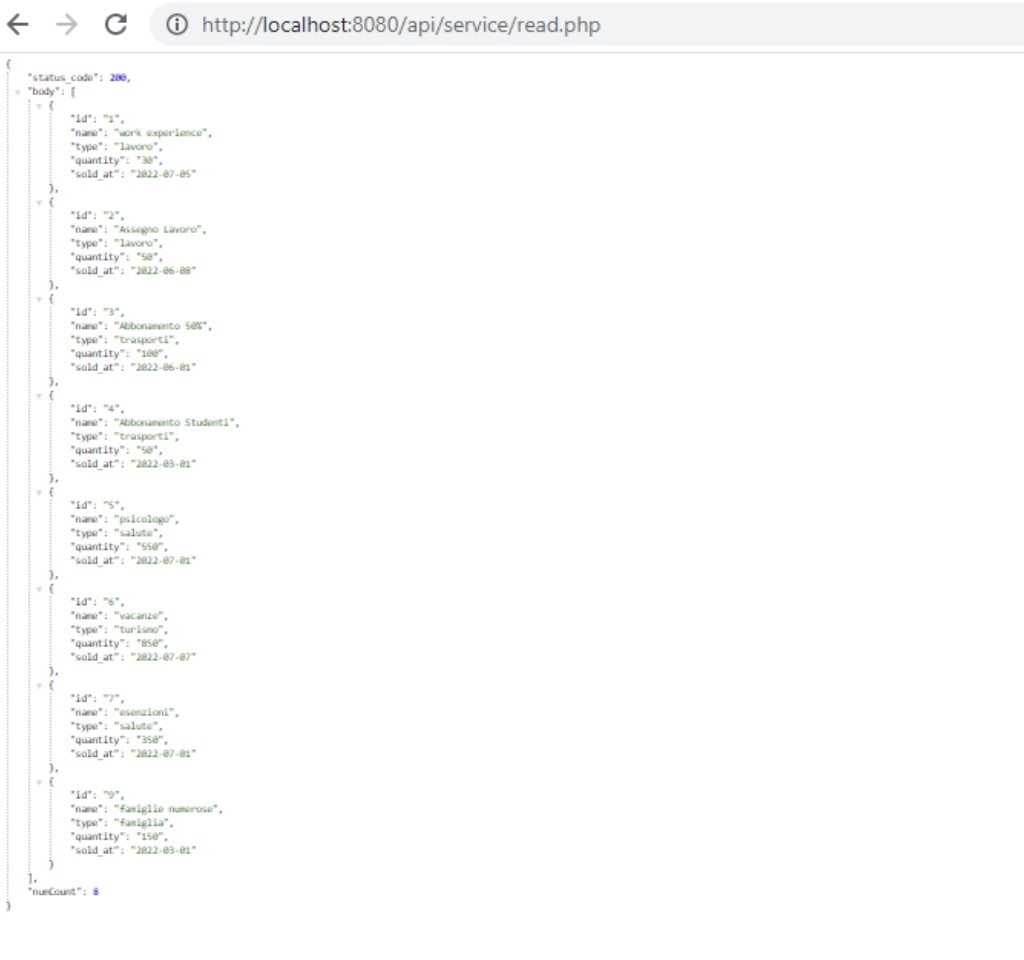 http://localhost:8080/api/service/read.php
{
"status_code": 200,
"body": [
{
"id": "1",
"name": "work experience",
"type": "lavoro",
"quantity": "30",
"sold_at": "2022-07-05"
},
{
"id": "2",
"name": "Assegno Lavoro",
"type": "lavoro",
"quantity": "50",
"sold_at": "2022-06-08"
},
{
"id": "3",
"name": "Abbonamento 50%",
"type": "trasporti",
"quantity": "100",
"sold_at": "2022-06-01"
},
{
"id": "4",
"name": "Abbonamento Studenti",
"type": "trasporti",
"quantity": "50",
"sold_at": "2022-03-01"
},
{
"id": "5",
"name": "psicologo",
"type": "salute",
"quantity": "550",
"sold_at": "2022-07-01"
},
{
"id": "6",
"name": "vacanze",
"type": "turismo",
"quantity": "850",
"sold_at": "2022-07-07"
},
{
"id": "7",
"name": "esenzioni",
"type": "salute",
"quantity": "350",
"sold_at": "2022-07-01"
},
{
"id": "9",
"name": "famiglie numerose",
"type": "famiglia",
"quantity": "150",
"sold_at": "2022-03-01"
}
],
"numCount": 8
}